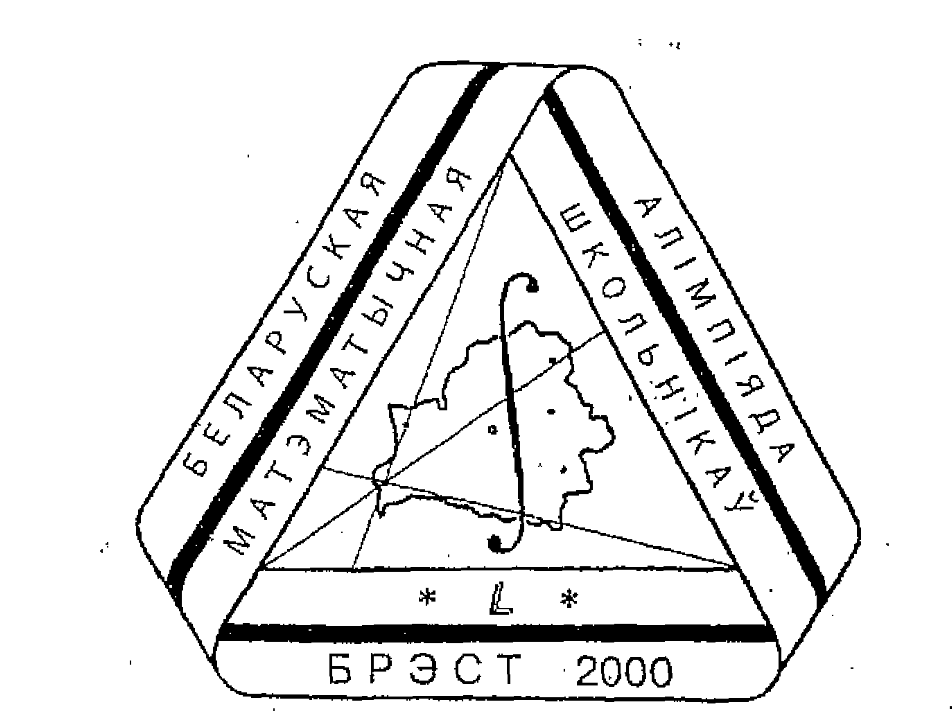 БЕЛАРУСКАЯ
МАТЭМАТЫЧНАЯ
АЛІМПІЯДА
ШКОЛЬНІКАЎ
* L *
БРЭСТ 2000